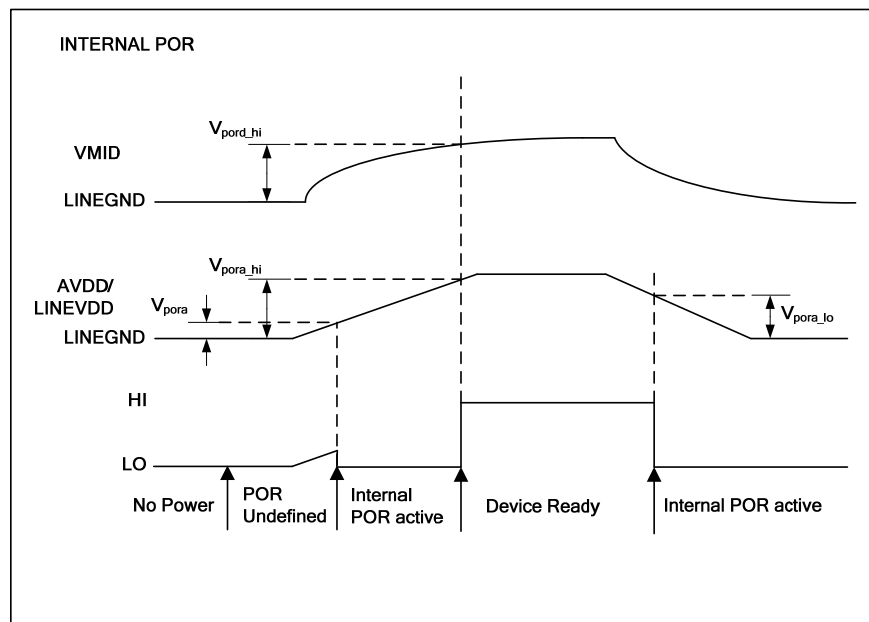 INTERNAL POR
Vpord_hi
VMID
LINEGND
Vpora_hi
AVDD/
LINEVDD
Vpora
LINEGND
Vpora_lo
HI
LO
No Power
POR
Undefined
Internal
POR active
Device Ready
Internal POR active